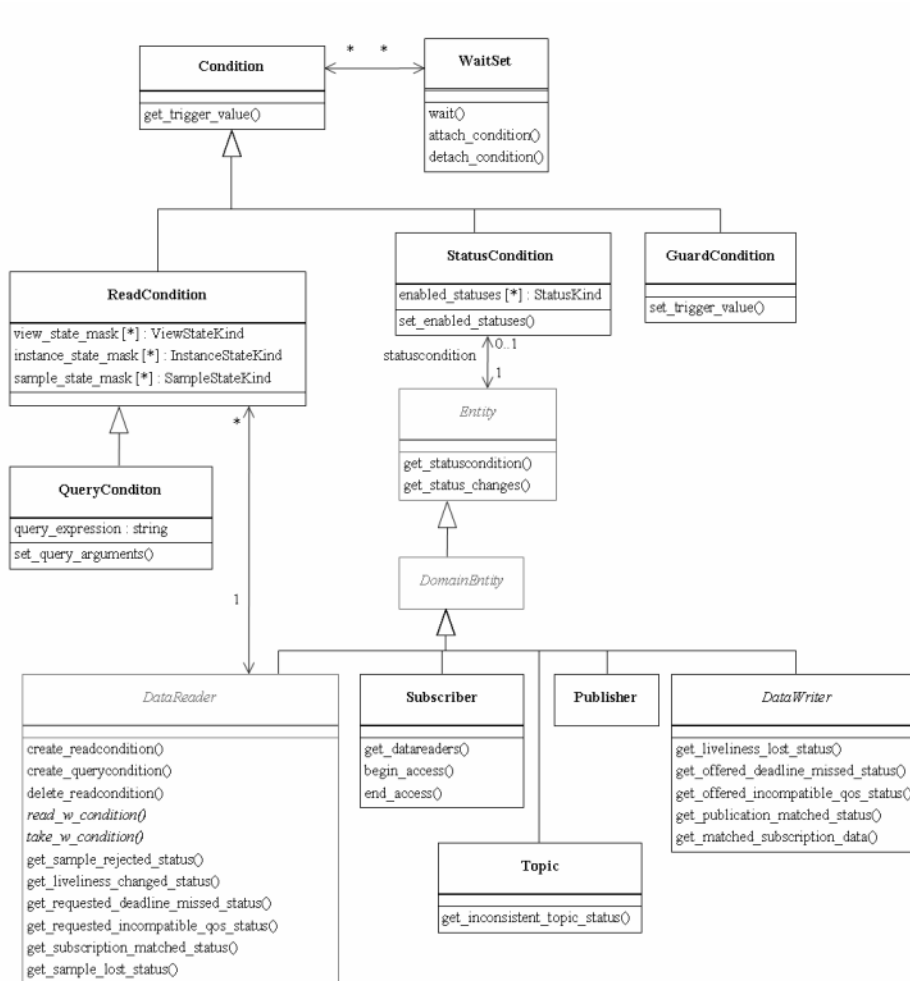 Condition
get_trigger_value()
* *
WaitSet
wait()
attach_condition()
detach_condition()
ReadCondition
view_state_mask [*] : ViewStateKind
instance_state_mask [*] : InstanceStateKind
sample_state_mask [*] : SampleStateKind
StatusCondition
enabled_statuses [*] : StatusKind
set_enabled_statuses()
GuardCondition
set_trigger_value()
statuscondition
0..1
1
Entity
get_statuscondition()
get_status_changes()
*
1
QueryConditon
query_expression : string
set_query_arguments()
DomainEntity
DataReader
create_readcondition()
create_querycondition()
delete_readcondition()
read_w_condition()
take_w_condition()
get_sample_rejected_status()
get_liveliness_changed_status()
get_requested_deadline_missed_status()
get_requested_incompatible_qos_status()
get_subscription_matched_status()
get_sample_lost_status()
Subscriber
get_datareaders()
begin_access()
end_access()
Publisher
DataWriter
get_liveliness_lost_status()
get_offered_deadline_missed_status()
get_offered_incompatible_qos_status()
get_publication_matched_status()
get_matched_subscription_data()
Topic
get_inconsistent_topic_status()